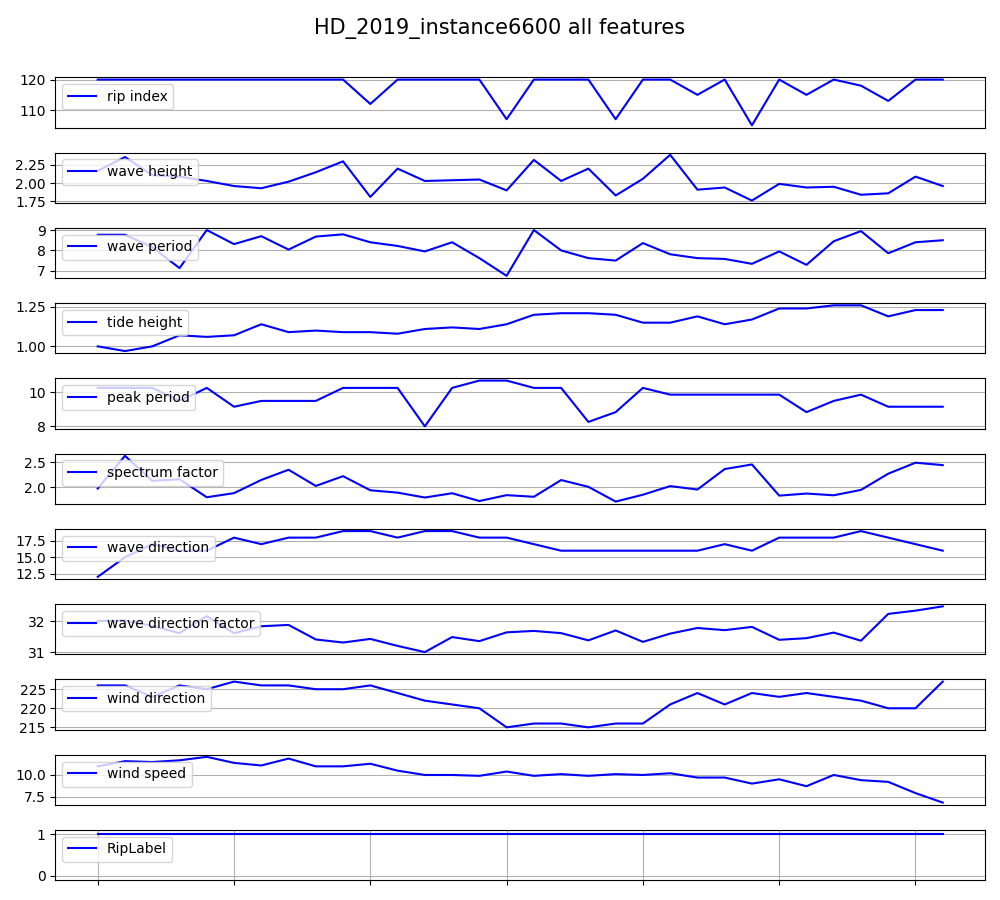 HD_2019_instance6600 all features
120
110
rip index
2.25
2.00
1.75
wave height
9
8
7
wave period
1.25
1.00
tide height
10
8
peak period
2.5
2.0
spectrum factor
17.5
15.0
12.5
wave direction
32
31
wave direction factor
225
220
215
wind direction
10.0
7.5
wind speed
1
0
RipLabel